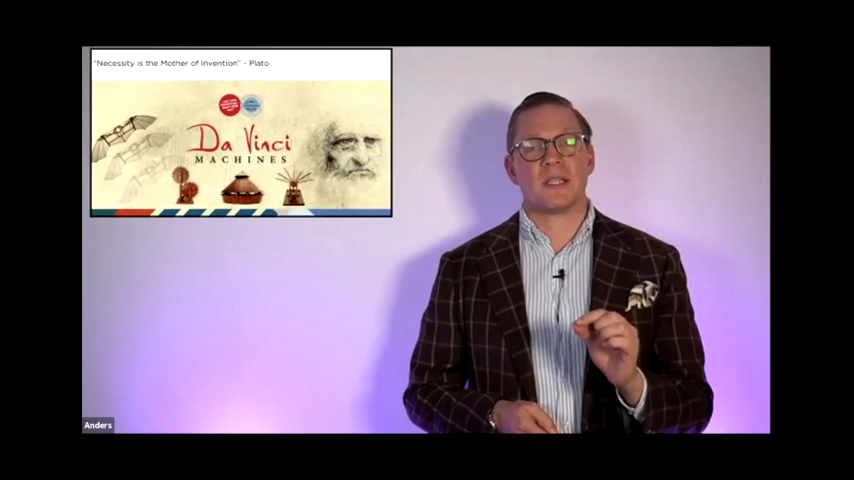 "Necessity is the Mother of Invention" - Plato
Da Vinci
MACHINES
Anders